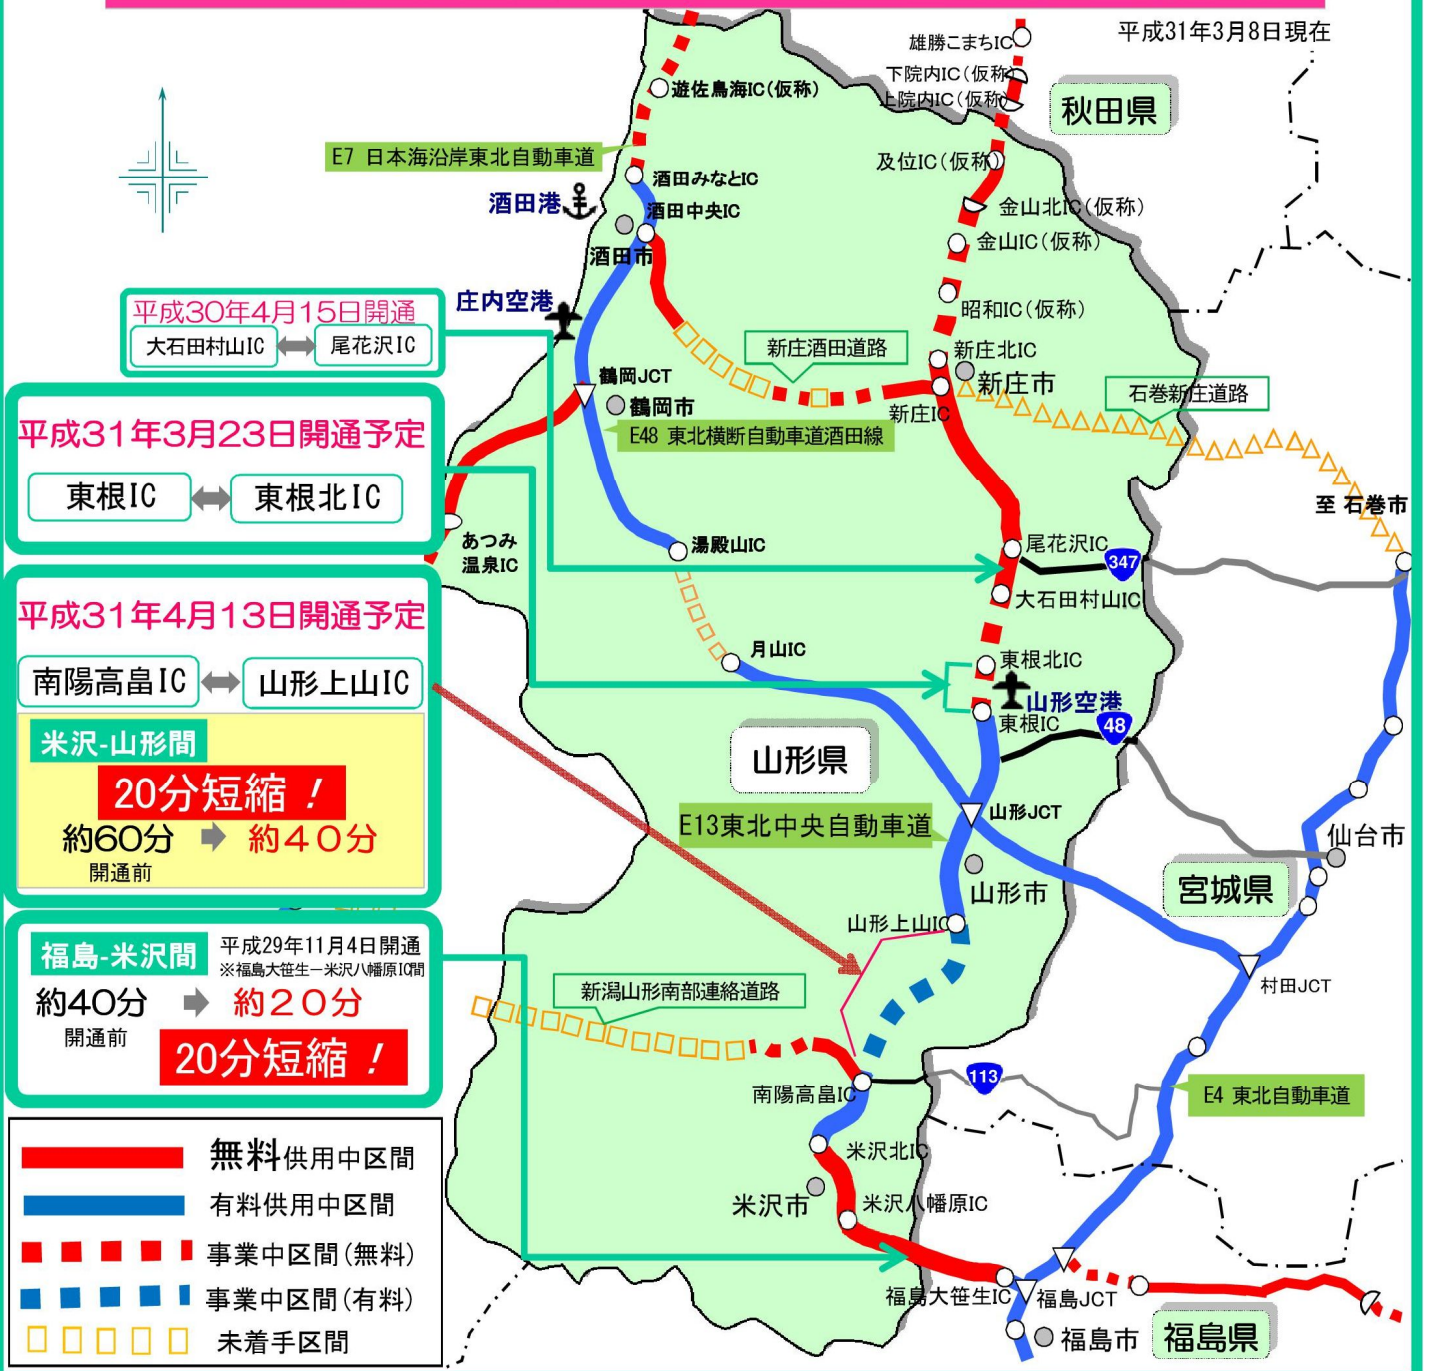 平成31年3月8日現在
雄勝こまちIC
下院内IC(仮称)
上院内IC(仮称)
秋田県
遊佐鳥海IC(仮称)
E7 日本海沿岸東北自動車道
及位IC(仮称)
酒田みなとIC
酒田港
酒田中央IC
金山北IC(仮称)
酒田市
金山IC(仮称)
平成30年4月15日開通
大石田村山IC
尾花沢IC
庄内空港
昭和IC(仮称)
新庄酒田道路
新庄北IC
新庄市
鶴岡JCT
鶴岡市
新庄IC
石巻新庄道路
E48 東北横断自動車道酒田線
平成31年3月23日開通予定
東根IC
東根北IC
至 石巻市
あつみ
温泉IC
湯殿山IC
尾花沢IC
347
大石田村山IC
平成31年4月13日開通予定
南陽高畠IC
山形上山IC
月山IC
東根北IC
山形空港
東根IC
48
米沢-山形間
20分短縮!
約60分
約40分
開通前
山形県
E13東北中央自動車道
山形JCT
仙台市
山形市
宮城県
山形上山IC
福島-米沢間
平成29年11月4日開通
※福島大笹生ー米沢八幡原IC間
約40分
約20分
開通前
20分短縮!
新潟山形南部連絡道路
村田JCT
南陽高畠IC
113
E4 東北自動車道
米沢北IC
米沢市
米沢八幡原IC
無料供用中区間
有料供用中区間
事業中区間(無料)
事業中区間(有料)
未着手区間
福島大笹生IC
福島JCT
福島市
福島県